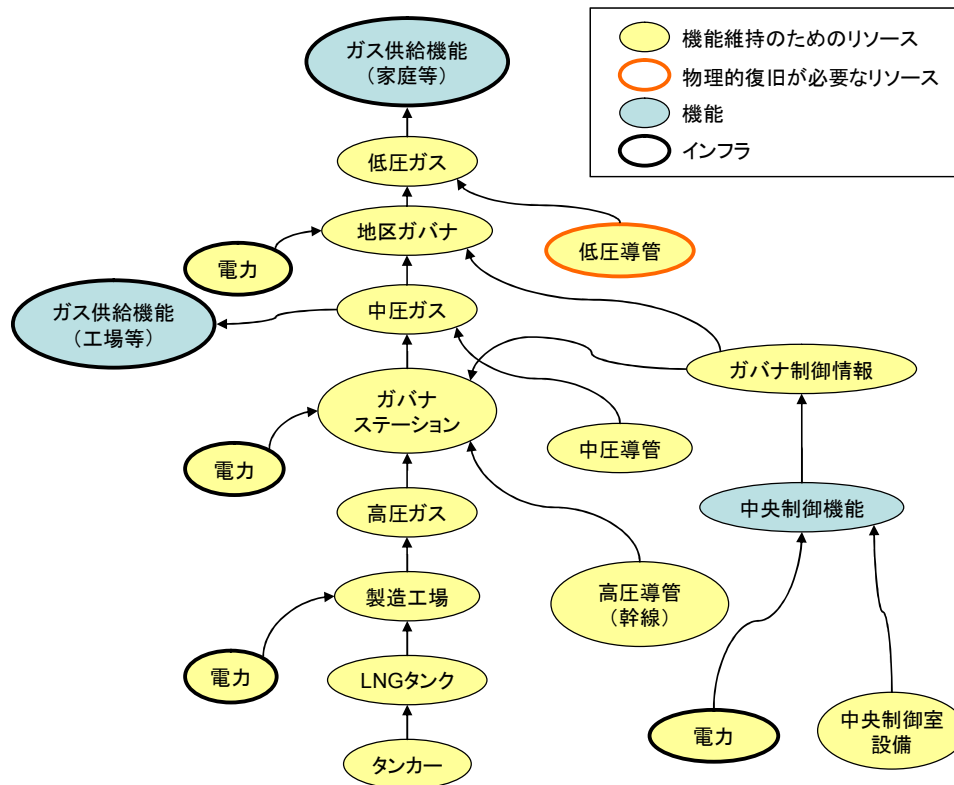 ガス供給機能
（家庭等）
機能維持のためのリソース
物理的復旧が必要なリソース
機能
インフラ
低圧ガス
地区ガバナ
低圧導管
電力
ガス供給機能
（工場等）
中圧ガス
ガバナ制御情報
ガバナ
ステーション
中圧導管
電力
中央制御機能
高圧ガス
製造工場
高圧導管
（幹線）
電力
LNGタンク
電力
中央制御室
設備
タンカー